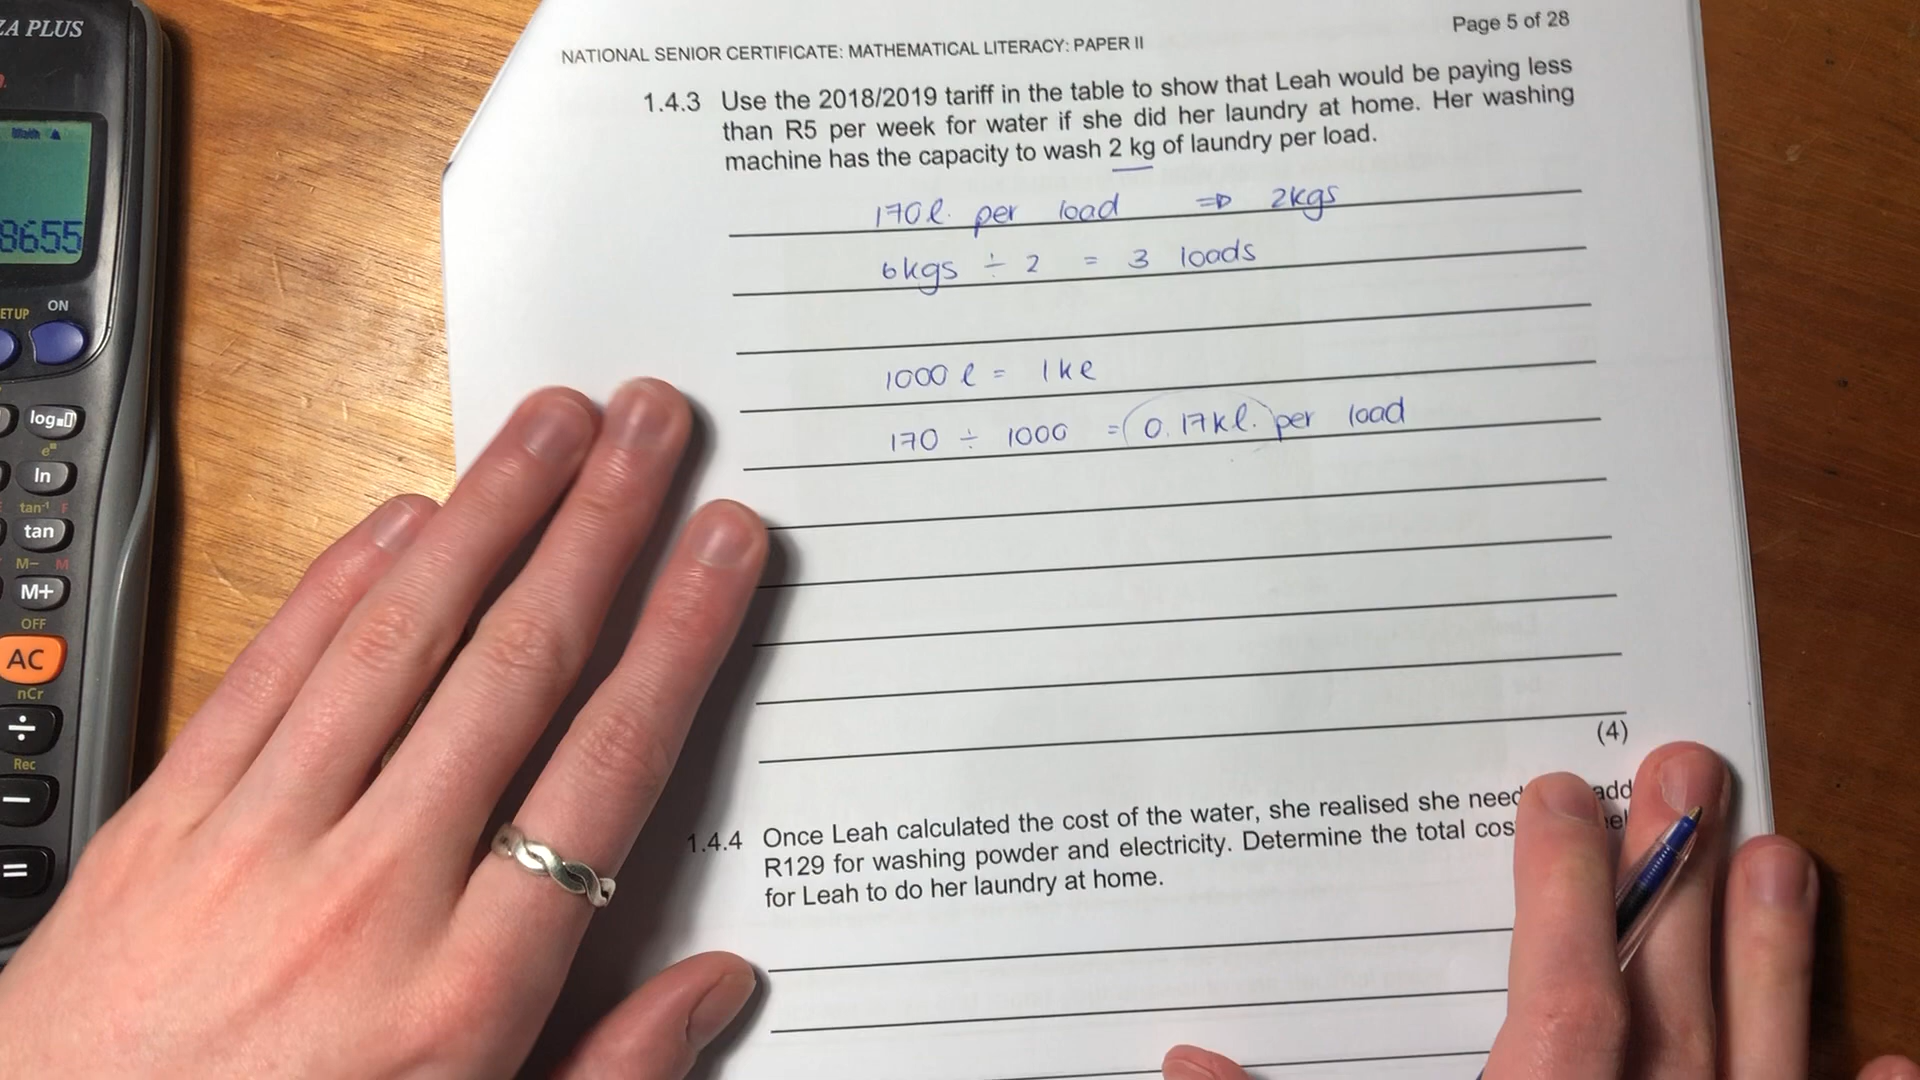 ZA PLUS
Math ▲
8655
ETUP ON
log
e
In
tan⁻¹ F
tan
M− M
M+
OFF
AC
nCr
÷
Rec
−
=
Page 5 of 28
NATIONAL SENIOR CERTIFICATE: MATHEMATICAL LITERACY: PAPER II
1.4.3 Use the 2018/2019 tariff in the table to show that Leah would be paying less
than R5 per week for water if she did her laundry at home. Her washing
machine has the capacity to wash 2 kg of laundry per load.
170l. per load ⇒ 2kgs
6kgs ÷ 2 = 3 loads
1000 l = 1kl
170 ÷ 1000 = 0.17kl. per load
(4)
1.4.4 Once Leah calculated the cost of the water, she realised she add
R129 for washing powder and electricity. Determine the total
for Leah to do her laundry at home.